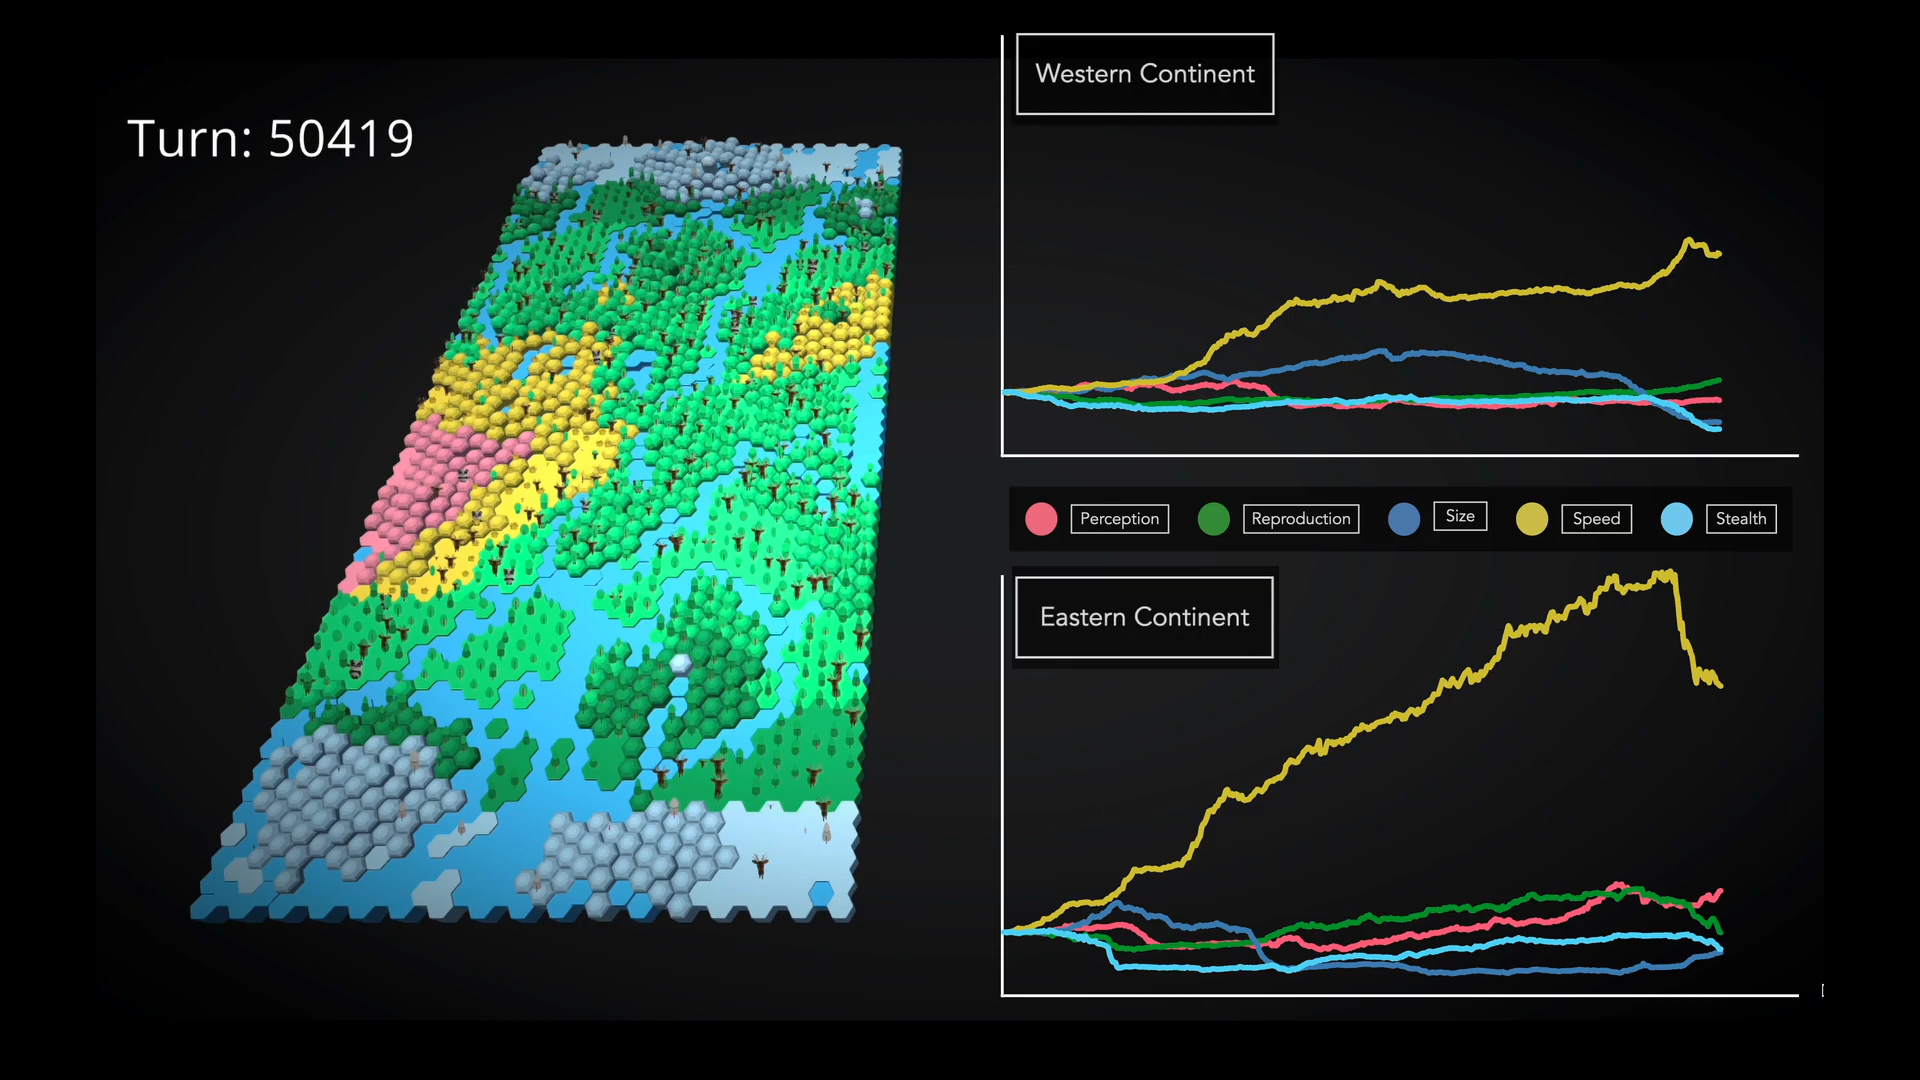 Turn: 50419
Western Continent
Perception
Reproduction
Size
Speed
Stealth
Eastern Continent